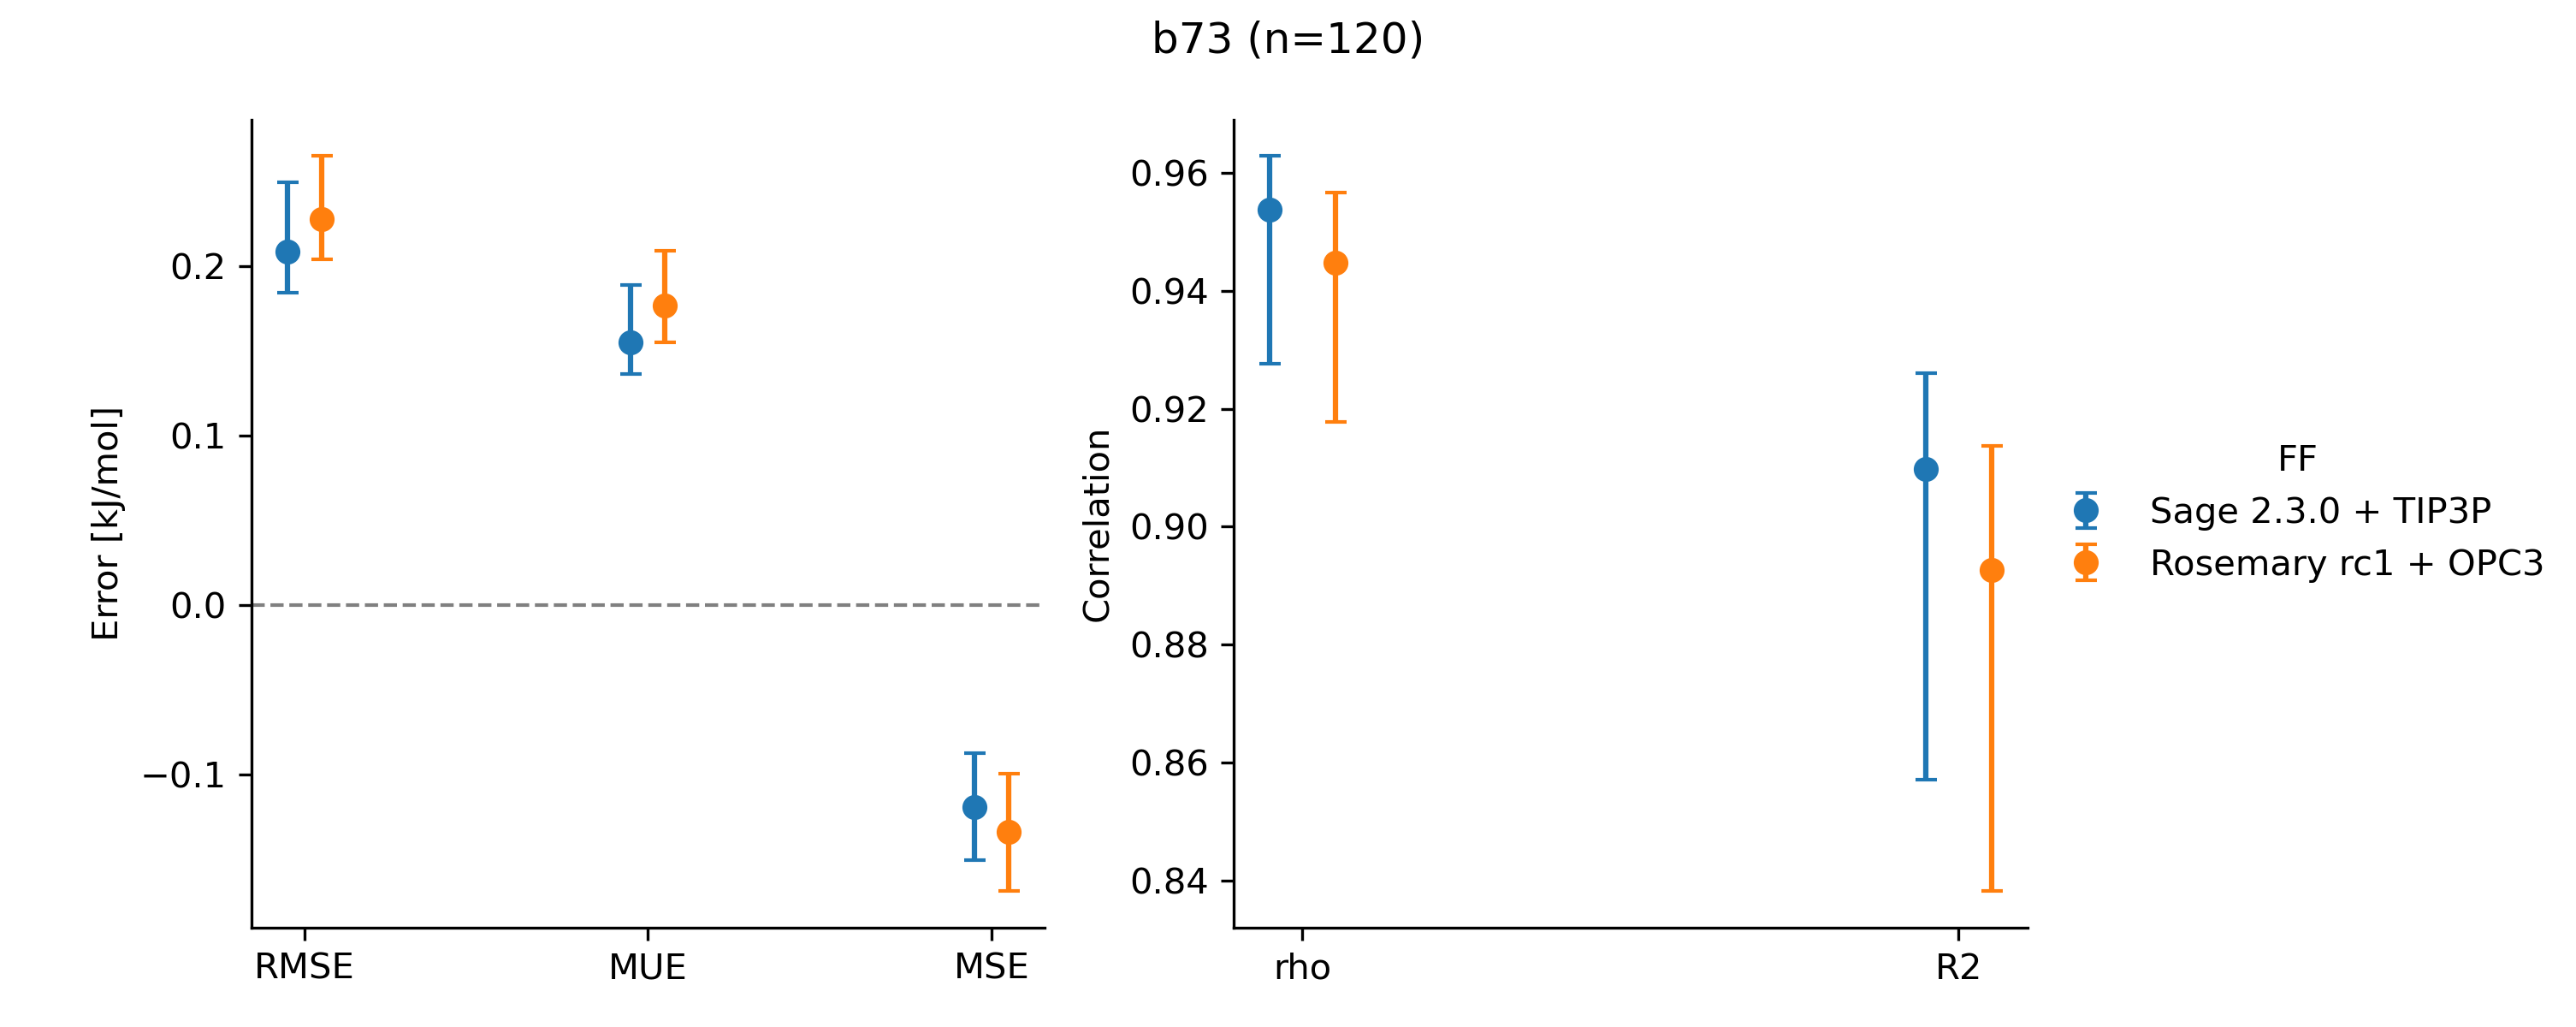 b73 (n=120)
Error [kJ/mol]
0.2
0.1
0.0
−0.1
RMSE
MUE
MSE
Correlation
0.96
0.94
0.92
0.90
0.88
0.86
0.84
rho
R2
FF
Sage 2.3.0 + TIP3P
Rosemary rc1 + OPC3